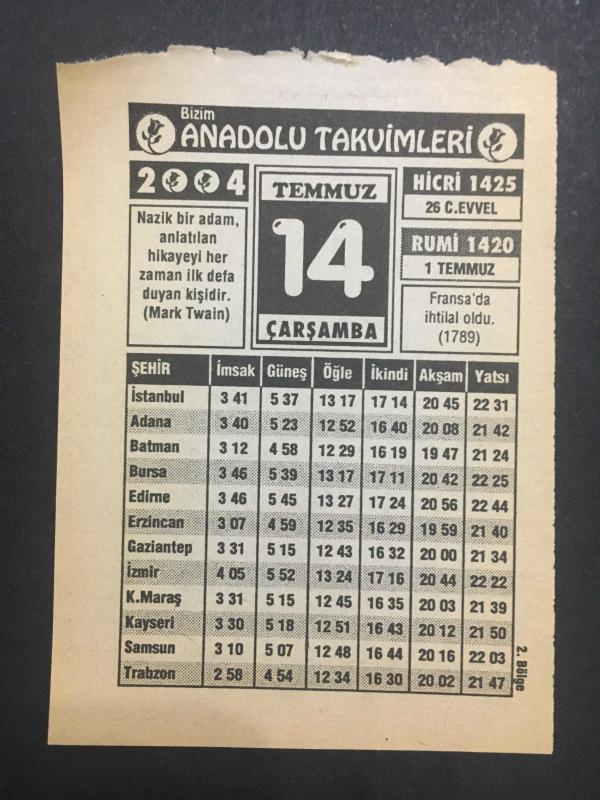 Bizim
ANADOLU TAKVİMLERİ
2004
TEMMUZ
14
ÇARŞAMBA
HİCRİ 1425
26 C.EVVEL
RUMİ 1420
1 TEMMUZ
Nazik bir adam,
anlatılan
hikayeyi her
zaman ilk defa
duyan kişidir.
(Mark Twain)
Fransa'da
ihtilal oldu.
(1789)
ŞEHİR İmsak Güneş Öğle İkindi Akşam Yatsı
İstanbul 3 41 5 37 13 17 17 14 20 45 22 31
Adana 3 40 5 23 12 52 16 40 20 08 21 42
Batman 3 12 4 58 12 29 16 19 19 47 21 24
Bursa 3 46 5 39 13 17 17 11 20 42 22 25
Edirne 3 46 5 45 13 27 17 24 20 56 22 44
Erzincan 3 07 4 59 12 35 16 29 19 59 21 40
Gaziantep 3 31 5 15 12 43 16 32 20 00 21 34
İzmir 4 05 5 52 13 24 17 16 20 44 22 22
K.Maraş 3 31 5 15 12 45 16 35 20 03 21 39
Kayseri 3 30 5 18 12 51 16 43 20 12 21 50
Samsun 3 10 5 07 12 48 16 44 20 16 22 03
Trabzon 2 58 4 54 12 34 16 30 20 02 21 47
2. Bölge